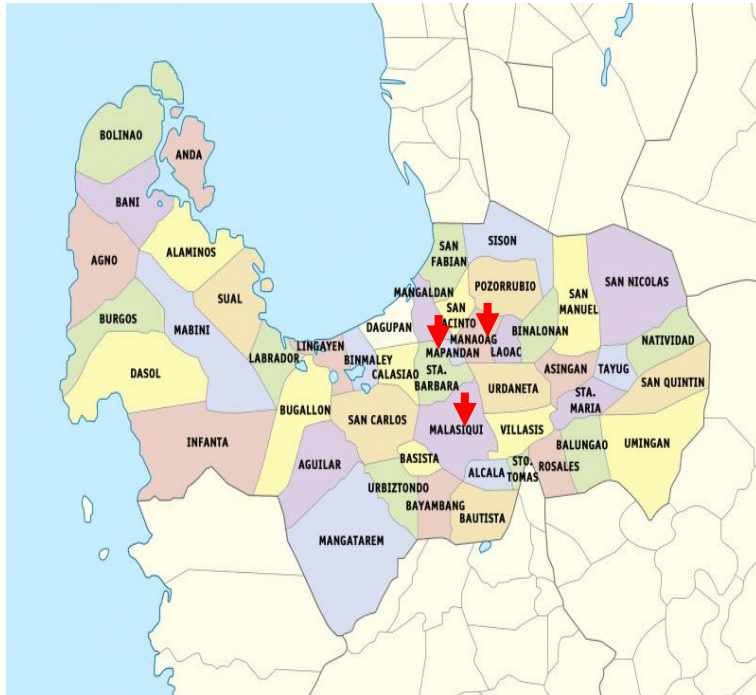 BOLINAO
ANDA
BANI
ALAMINOS
AGNO
SUAL
BURGOS
MABINI
DASOL
LABRADOR
INFANTA
BUGALLON
LINGAYEN
BINMALEY
DAGUPAN
CALASIAO
MANGALDAN
SAN
FABIAN
SISON
POZORRUBIO
SAN
JACINTO
MANAOAG
MAPANDAN
LAOAC
BINALONAN
SAN
MANUEL
SAN NICOLAS
NATIVIDAD
TAYUG
SAN QUINTIN
ASINGAN
STA.
MARIA
STA.
BARBARA
URDANETA
SAN CARLOS
MALASIQUI
VILLASIS
BALUNGAO
UMINGAN
AGUILAR
BASISTA
ALCALA
STO.
TOMAS
ROSALES
URBIZTONDO
BAYAMBANG
BAUTISTA
MANGATAREM